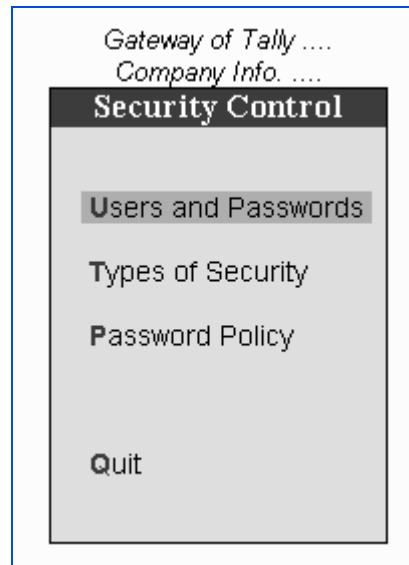 Gateway of Tally ....
Company Info. ....
Security Control
Users and Passwords
Types of Security
Password Policy
Quit